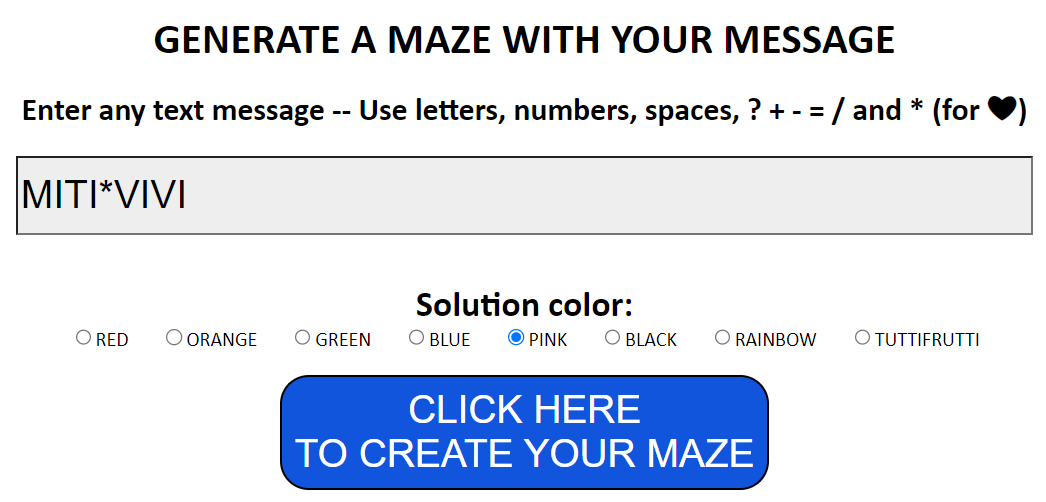 GENERATE A MAZE WITH YOUR MESSAGE
Enter any text message -- Use letters, numbers, spaces, ? + - = / and * (for ♥)
MITI*VIVI
Solution color:
RED ORANGE GREEN BLUE PINK BLACK RAINBOW TUTTIFRUTTI
CLICK HERE
TO CREATE YOUR MAZE